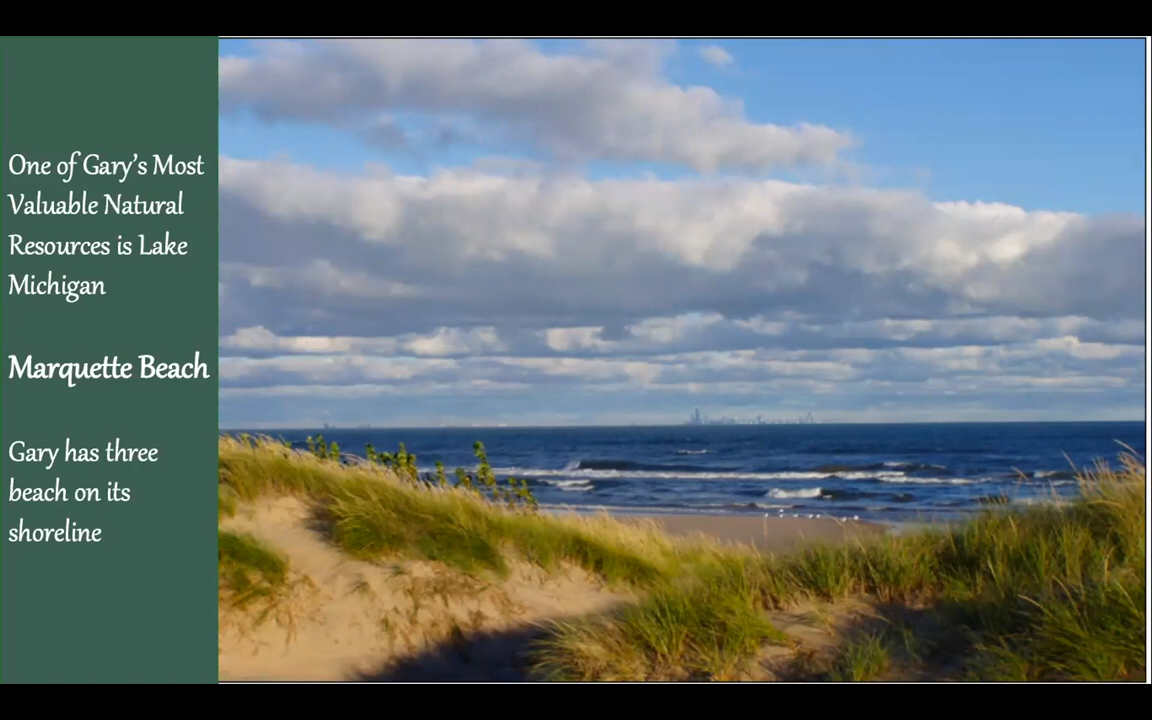 One of Gary's Most
Valuable Natural
Resources is Lake
Michigan
Marquette Beach
Gary has three
beach on its
shoreline